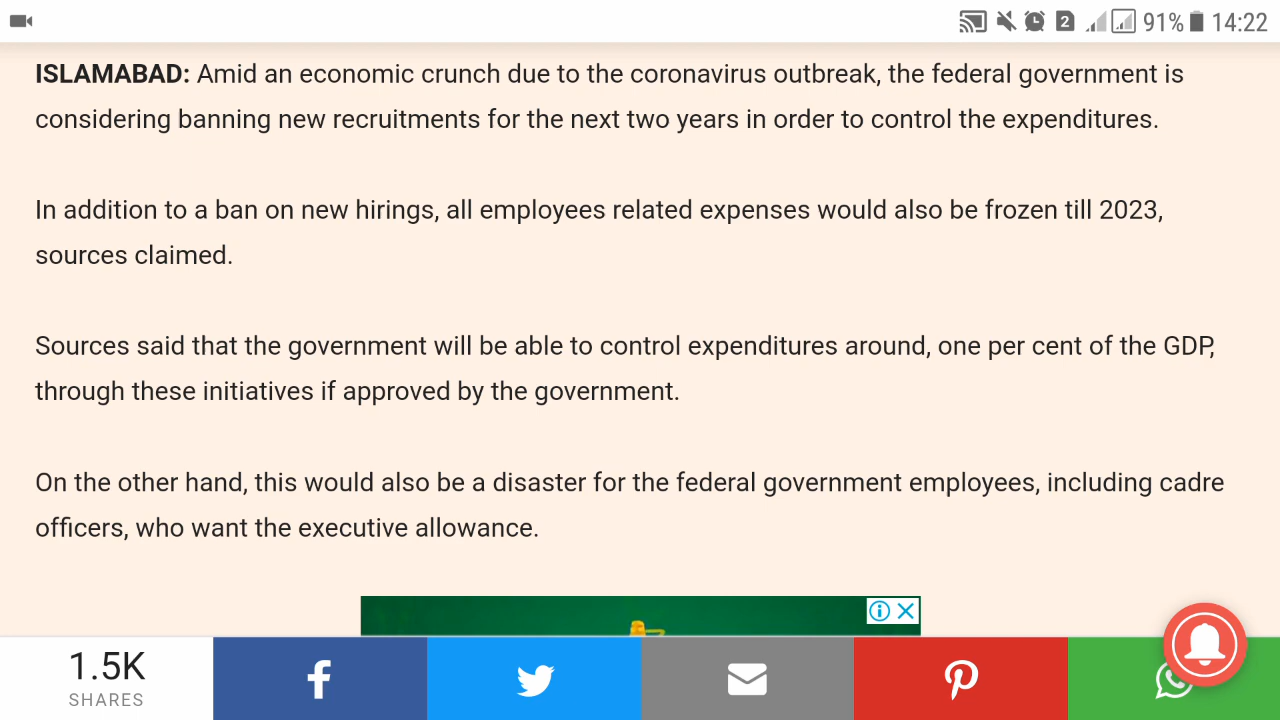 2 91% 14:22
ISLAMABAD: Amid an economic crunch due to the coronavirus outbreak, the federal government is
considering banning new recruitments for the next two years in order to control the expenditures.
In addition to a ban on new hirings, all employees related expenses would also be frozen till 2023,
sources claimed.
Sources said that the government will be able to control expenditures around, one per cent of the GDP,
through these initiatives if approved by the government.
On the other hand, this would also be a disaster for the federal government employees, including cadre
officers, who want the executive allowance.
1.5K
SHARES